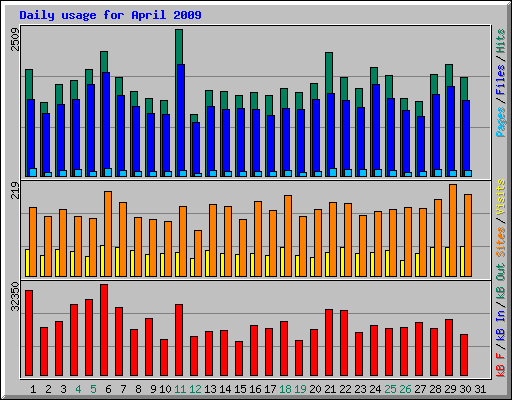 Daily usage for April 2009
2509
Pages / Files / Hits
219
Sites / Visits
32350
kB F / kB In / kB Out
1 2 3 4 5 6 7 8 9 10 11 12 13 14 15 16 17 18 19 20 21 22 23 24 25 26 27 28 29 30 31